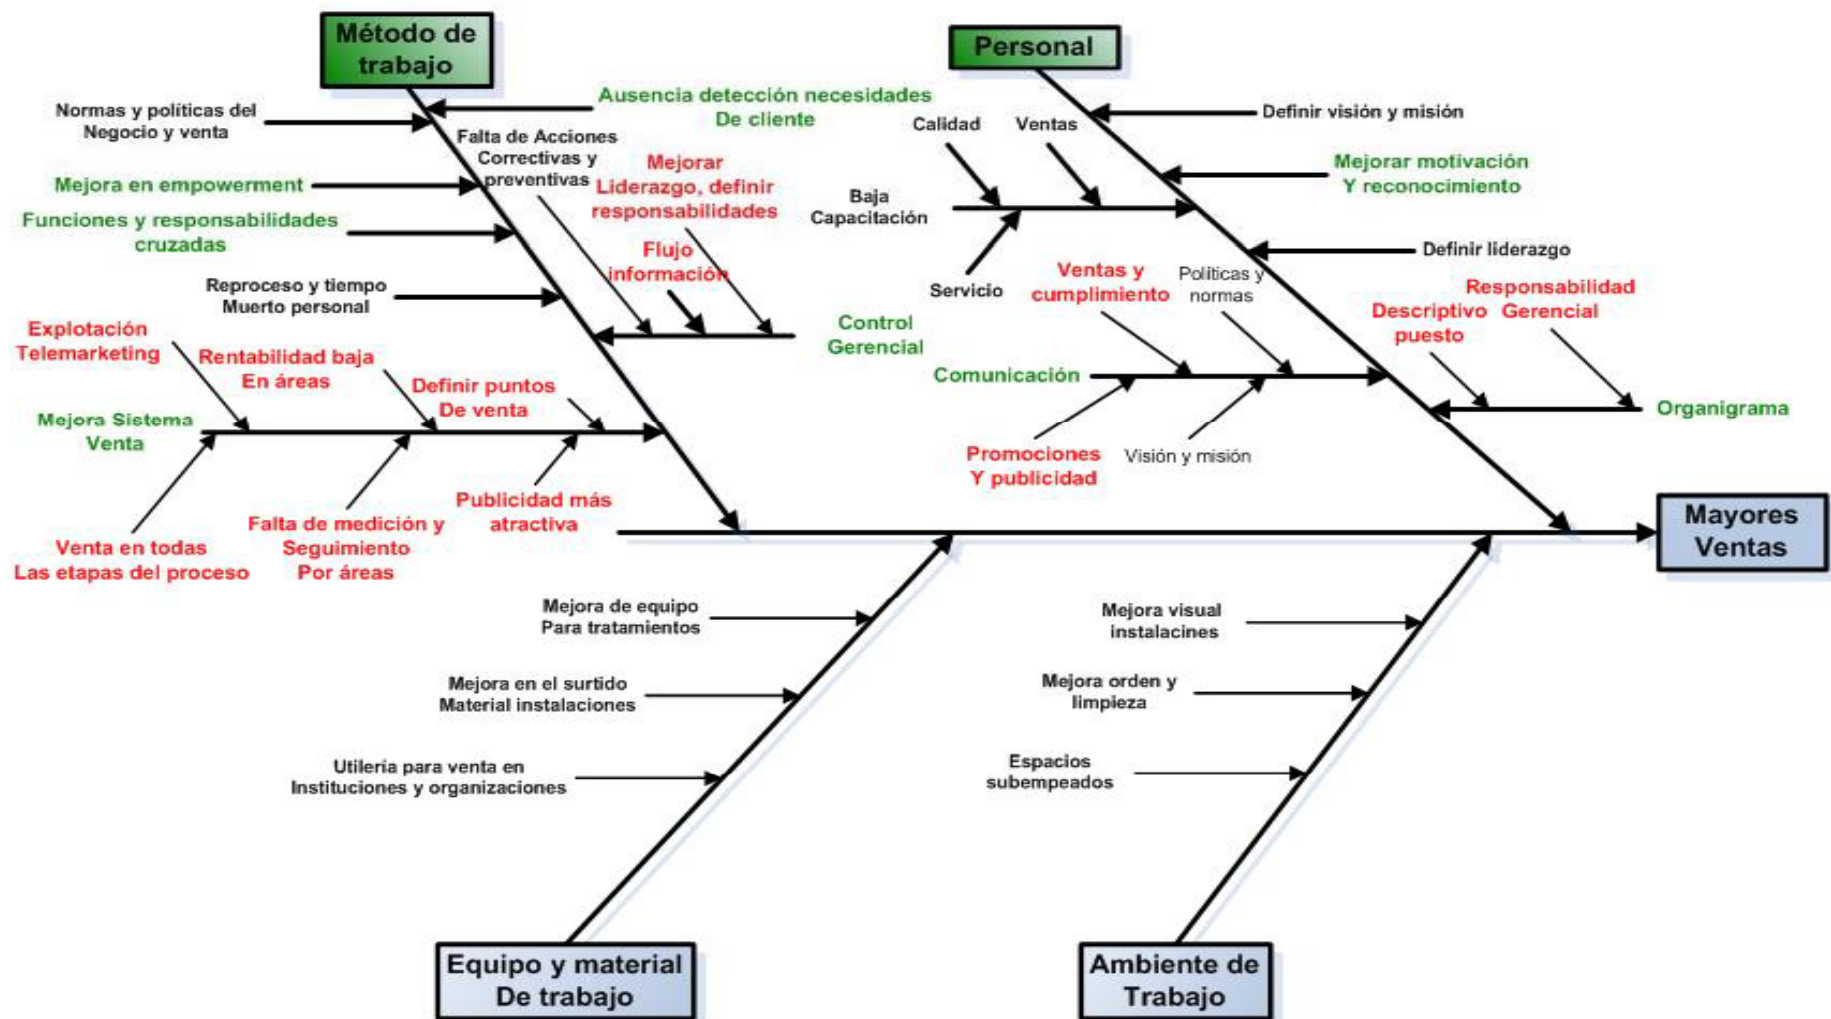 Método de
trabajo
Personal
Normas y políticas del
Negocio y venta
Ausencia detección necesidades
De cliente
Mejora en empowerment
Falta de Acciones
Correctivas y
preventivas
Mejorar
Liderazgo, definir
responsabilidades
Funciones y responsabilidades
cruzadas
Flujo
información
Reproceso y tiempo
Muerto personal
Control
Gerencial
Explotación
Telemarketing
Rentabilidad baja
En áreas
Definir puntos
De venta
Mejora Sistema
Venta
Venta en todas
Las etapas del proceso
Falta de medición y
Seguimiento
Por áreas
Publicidad más
atractiva
Definir visión y misión
Calidad
Ventas
Mejorar motivación
Y reconocimiento
Baja
Capacitación
Servicio
Definir liderazgo
Ventas y
cumplimiento
Políticas y
normas
Descriptivo
puesto
Responsabilidad
Gerencial
Comunicación
Organigrama
Promociones
Y publicidad
Visión y misión
Mayores
Ventas
Mejora de equipo
Para tratamientos
Mejora en el surtido
Material instalaciones
Utilería para venta en
Instituciones y organizaciones
Mejora visual
instalacines
Mejora orden y
limpieza
Espacios
subempeados
Equipo y material
De trabajo
Ambiente de
Trabajo